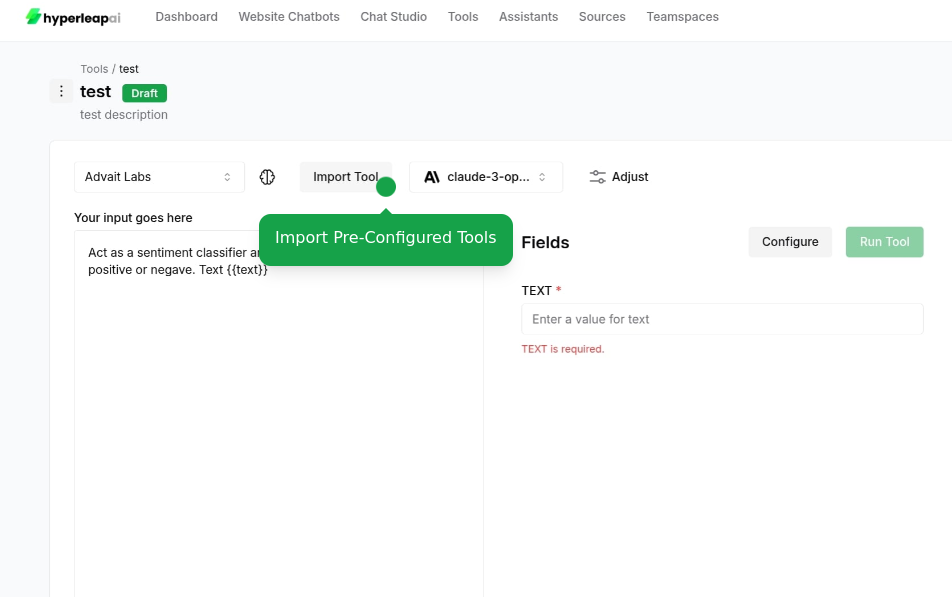 hyperleapai
Dashboard Website Chatbots Chat Studio Tools Assistants Sources Teamspaces
Tools / test
test Draft
test description
Advait Labs Import Tool claude-3-op... Adjust
Your input goes here
Import Pre-Configured Tools
Act as a sentiment classifier
positive or negave. Text {{text}}
Fields Configure Run Tool
TEXT *
Enter a value for text
TEXT is required.